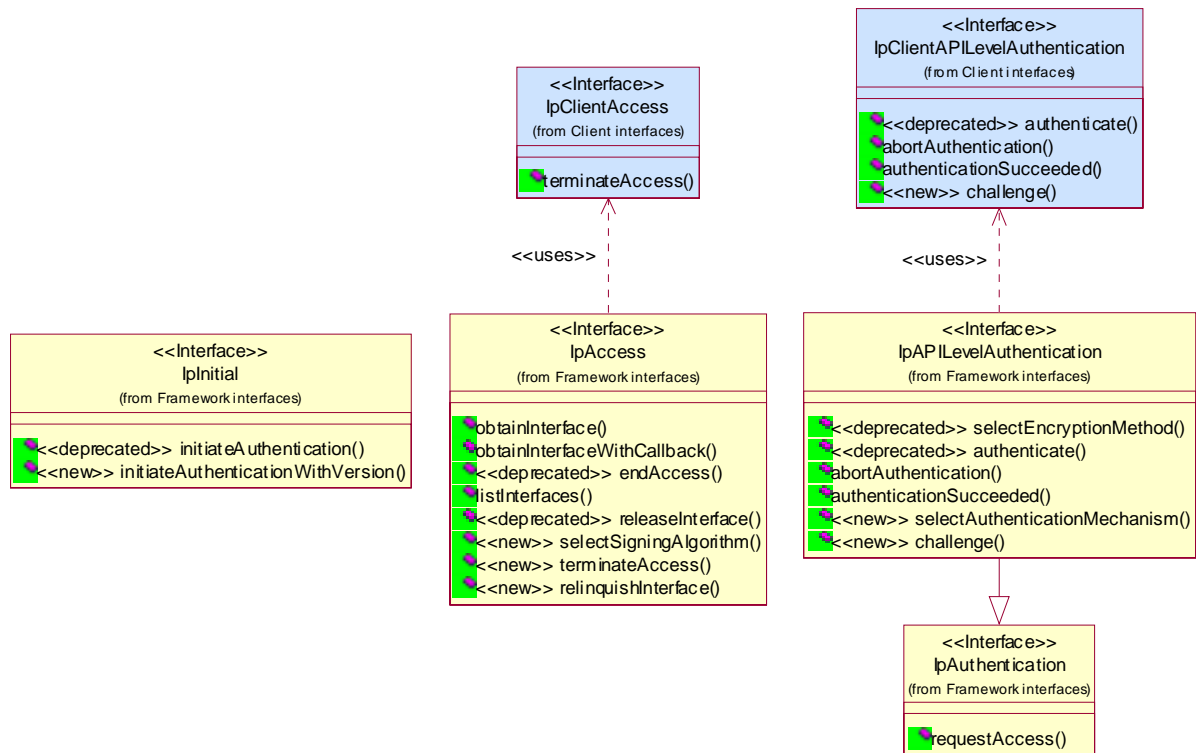 <<Interface>>
IpClientAPILevelAuthentication
(from Client interfaces)
<<deprecated>> authenticate()
abortAuthentication()
authenticationSucceeded()
<<new>> challenge()
<<Interface>>
IpClientAccess
(from Client interfaces)
terminateAccess()
<<uses>>
<<uses>>
<<Interface>>
IpInitial
(from Framework interfaces)
<<deprecated>> initiateAuthentication()
<<new>> initiateAuthenticationWithVersion()
<<Interface>>
IpAccess
(from Framework interfaces)
obtainInterface()
obtainInterfaceWithCallback()
<<deprecated>> endAccess()
listInterfaces()
<<deprecated>> releaseInterface()
<<new>> selectSigningAlgorithm()
<<new>> terminateAccess()
<<new>> relinquishInterface()
<<Interface>>
IpAPILevelAuthentication
(from Framework interfaces)
<<deprecated>> selectEncryptionMethod()
<<deprecated>> authenticate()
abortAuthentication()
authenticationSucceeded()
<<new>> selectAuthenticationMechanism()
<<new>> challenge()
<<Interface>>
IpAuthentication
(from Framework interfaces)
requestAccess()